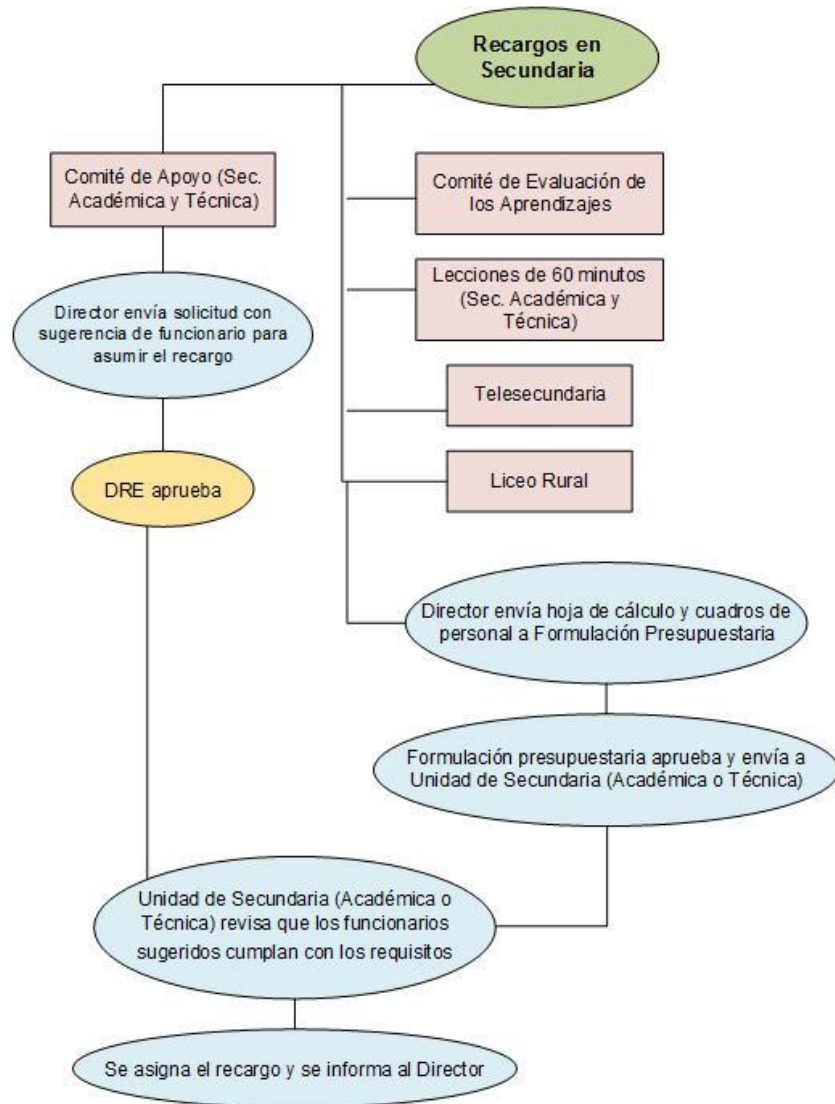 Recargos en
Secundaria
Comité de Apoyo (Sec.
Académica y Técnica)
Comité de Evaluación de
los Aprendizajes
Lecciones de 60 minutos
(Sec. Académica y
Técnica)
Director envía solicitud con
sugerencia de funcionario para
asumir el recargo
Telesecundaria
DRE aprueba
Liceo Rural
Director envía hoja de cálculo y cuadros de
personal a Formulación Presupuestaria
Formulación presupuestaria aprueba y envía a
Unidad de Secundaria (Académica o Técnica)
Unidad de Secundaria (Académica o
Técnica) revisa que los funcionarios
sugeridos cumplan con los requisitos
Se asigna el recargo y se informa al Director